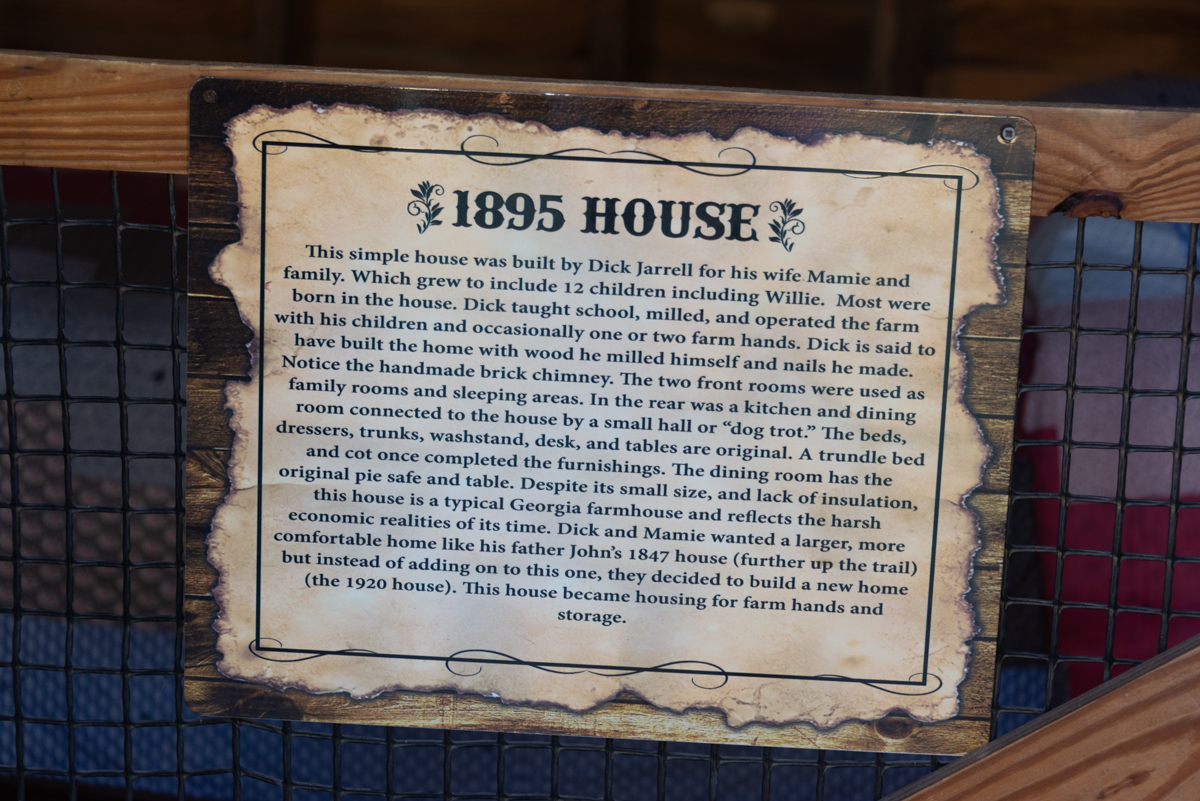 1895 HOUSE
This simple house was built by Dick Jarrell for his wife Mamie and
family. Which grew to include 12 children including Willie.  Most were
born in the house. Dick taught school, milled, and operated the farm
with his children and occasionally one or two farm hands. Dick is said to
have built the home with wood he milled himself and nails he made.
Notice the handmade brick chimney. The two front rooms were used as
family rooms and sleeping areas. In the rear was a kitchen and dining
room connected to the house by a small hall or “dog trot.” The beds,
dressers, trunks, washstand, desk, and tables are original. A trundle bed
and cot once completed the furnishings. The dining room has the
original pie safe and table. Despite its small size, and lack of insulation,
this house is a typical Georgia farmhouse and reflects the harsh
economic realities of its time. Dick and Mamie wanted a larger, more
comfortable home like his father John’s 1847 house (further up the trail)
but instead of adding on to this one, they decided to build a new home
(the 1920 house). This house became housing for farm hands and
storage.